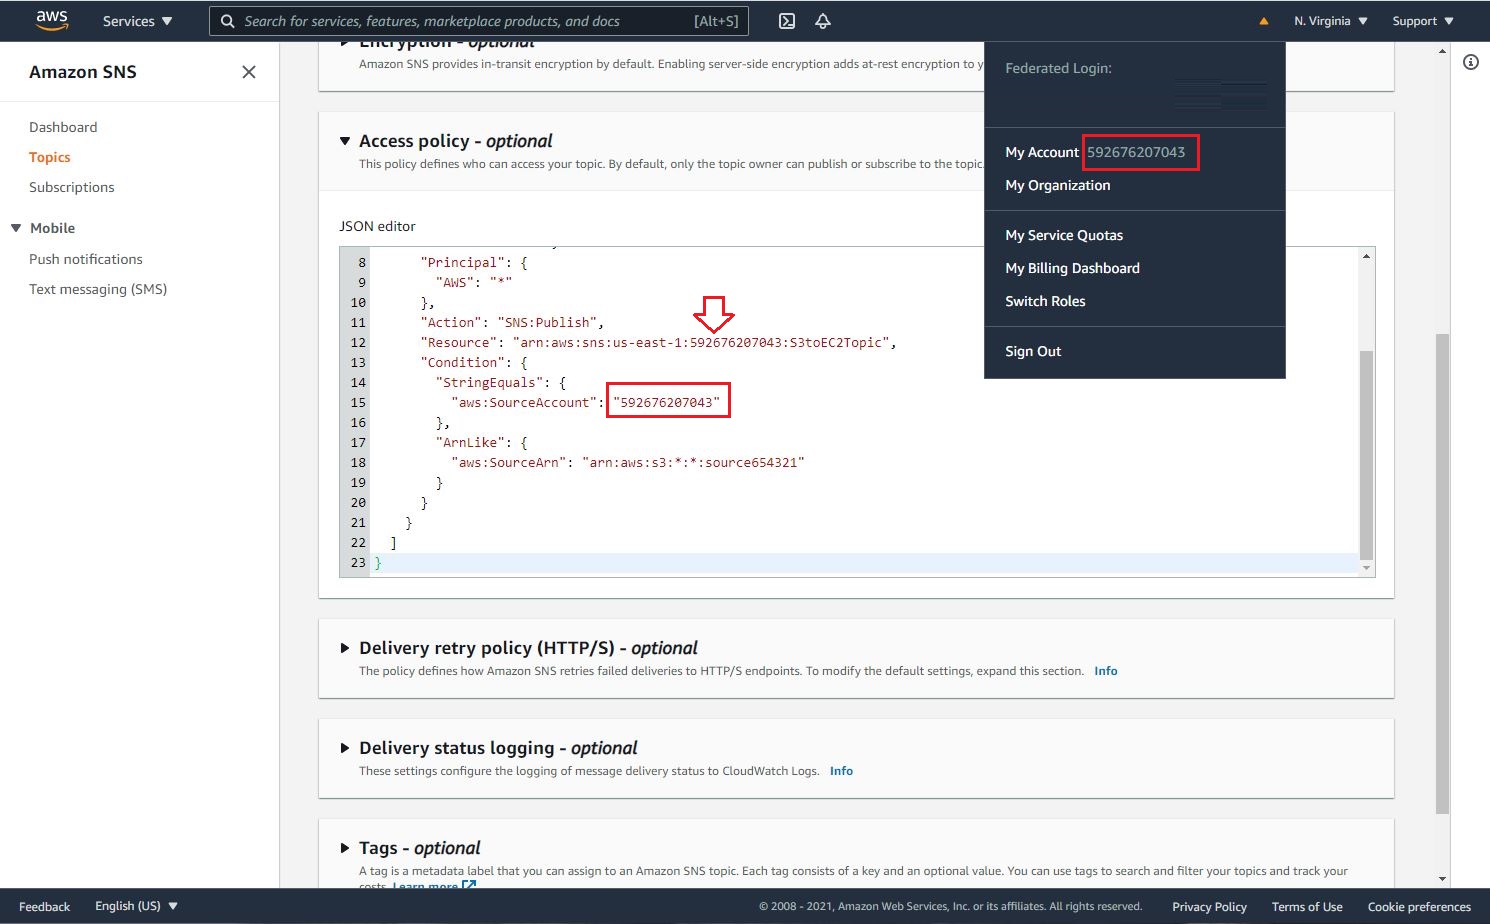 aws
Services
Search for services, features, marketplace products, and docs [Alt+S]
N. Virginia
Support
Amazon SNS
Dashboard
Topics
Subscriptions
Mobile
Push notifications
Text messaging (SMS)
Encryption - optional
Amazon SNS provides in-transit encryption by default. Enabling server-side encryption adds at-rest encryption to
Access policy - optional
This policy defines who can access your topic. By default, only the topic owner can publish or subscribe to the topic.
JSON editor
8 "Principal": {
9 "AWS": "*"
10 },
11 "Action": "SNS:Publish",
12 "Resource": "arn:aws:sns:us-east-1:592676207043:S3toEC2Topic",
13 "Condition": {
14 "StringEquals": {
15 "aws:SourceAccount": "592676207043"
16 },
17 "ArnLike": {
18 "aws:SourceArn": "arn:aws:s3:*:*:source654321"
19 }
20 }
21 }
22 ]
23 }
Federated Login:
My Account 592676207043
My Organization
My Service Quotas
My Billing Dashboard
Switch Roles
Sign Out
Delivery retry policy (HTTP/S) - optional
The policy defines how Amazon SNS retries failed deliveries to HTTP/S endpoints. To modify the default settings, expand this section. Info
Delivery status logging - optional
These settings configure the logging of message delivery status to CloudWatch Logs. Info
Tags - optional
A tag is a metadata label that you can assign to an Amazon SNS topic. Each tag consists of a key and an optional value. You can use tags to search and filter your topics and track your
costs. Learn more
Feedback
English (US)
© 2008 - 2021, Amazon Web Services, Inc. or its affiliates. All rights reserved.
Privacy Policy
Terms of Use
Cookie preferences